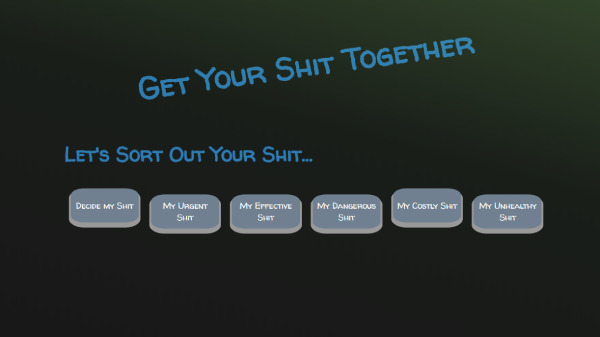 Get Your Shit Together
Let's Sort Out Your Shit...
Decide my Shit
My Urgent
Shit
My Effective
Shit
My Dangerous
Shit
My Costly Shit
My Unhealthy
Shit